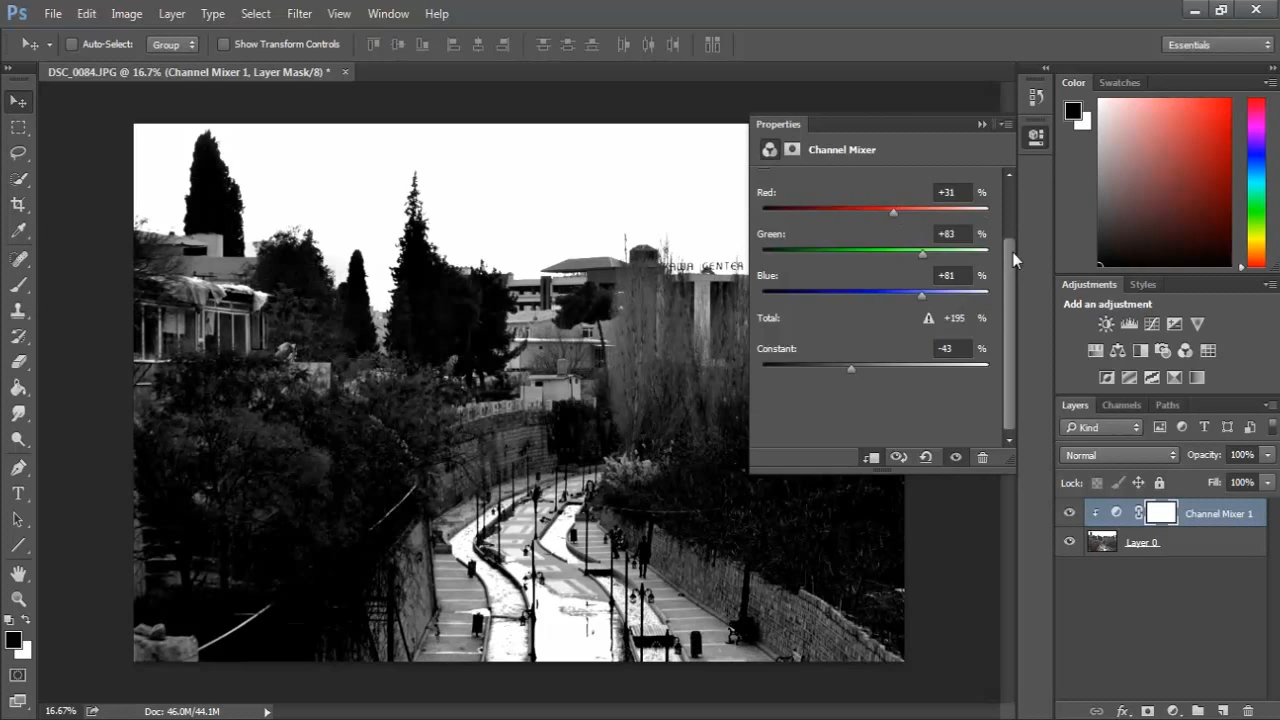 Ps File Edit Image Layer Type Select Filter View Window Help
Auto-Select: Group Show Transform Controls Essentials
DSC_0084.JPG @ 16.7% (Channel Mixer 1, Layer Mask/8) *
Color Swatches
Properties
Channel Mixer
Red: +31 %
Green: +83 %
Blue: +81 %
Total: +195 %
Constant: -43 %
CENTER
Adjustments Styles
Add an adjustment
Layers Channels Paths
Kind
Normal Opacity: 100%
Lock: Fill: 100%
Channel Mixer 1
Layer 0
16.67% Doc: 46.0M/44.1M